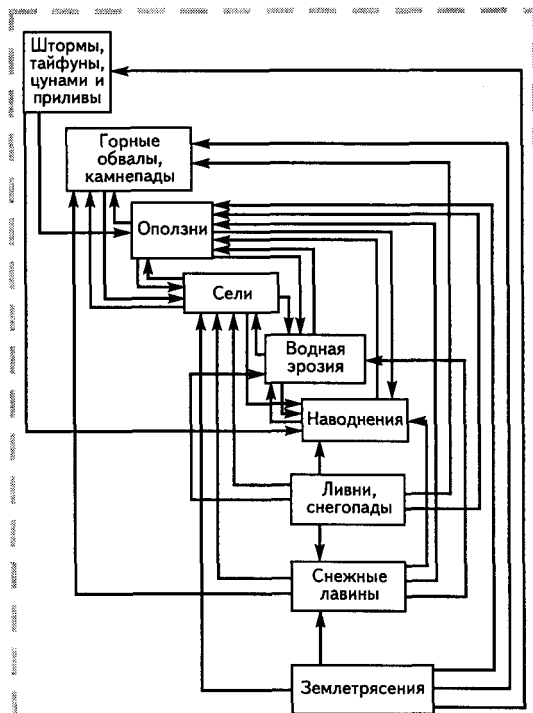 Штормы,
тайфуны,
цунами и
приливы
Горные
обвалы,
камнепады
Оползни
Сели
Водная
эрозия
Наводнения
Ливни,
снегопады
Снежные
лавины
Землетрясения